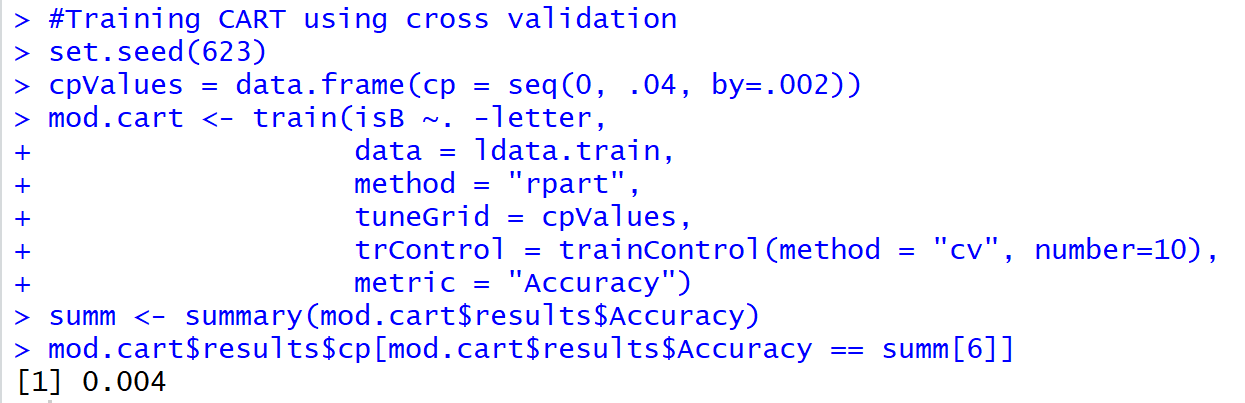 > #Training CART using cross validation
> set.seed(623)
> cpValues = data.frame(cp = seq(0, .04, by=.002))
> mod.cart <- train(isB ~. -letter,
+                   data = ldata.train,
+                   method = "rpart",
+                   tuneGrid = cpValues,
+                   trControl = trainControl(method = "cv", number=10),
+                   metric = "Accuracy")
> summ <- summary(mod.cart$results$Accuracy)
> mod.cart$results$cp[mod.cart$results$Accuracy == summ[6]]
[1] 0.004